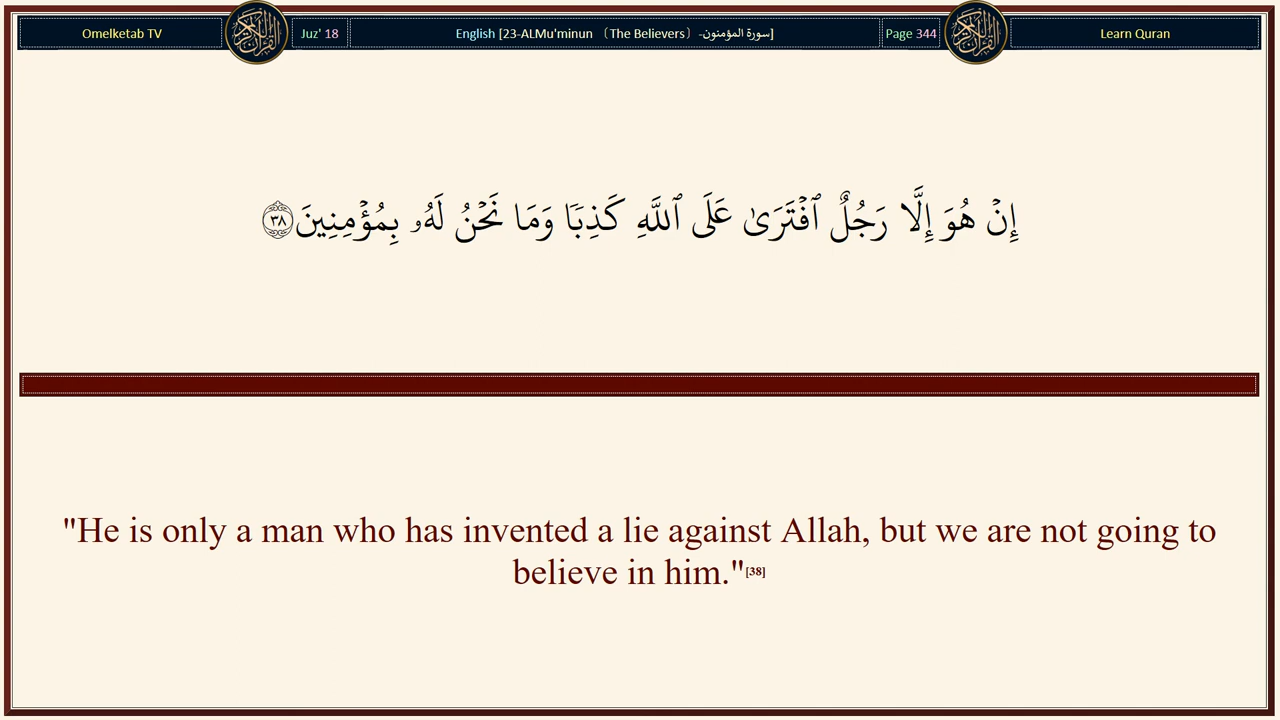 Omelketab TV
Juz' 18
English [23-ALMu'minun （The Believers） -سورة المؤمنون]
Page 344
Learn Quran
إِنْ هُوَ إِلَّا رَجُلٌ ٱفْتَرَىٰ عَلَى ٱللَّهِ كَذِبًا وَمَا نَحْنُ لَهُۥ بِمُؤْمِنِينَ ٣٨
"He is only a man who has invented a lie against Allah, but we are not going to
believe in him."[38]